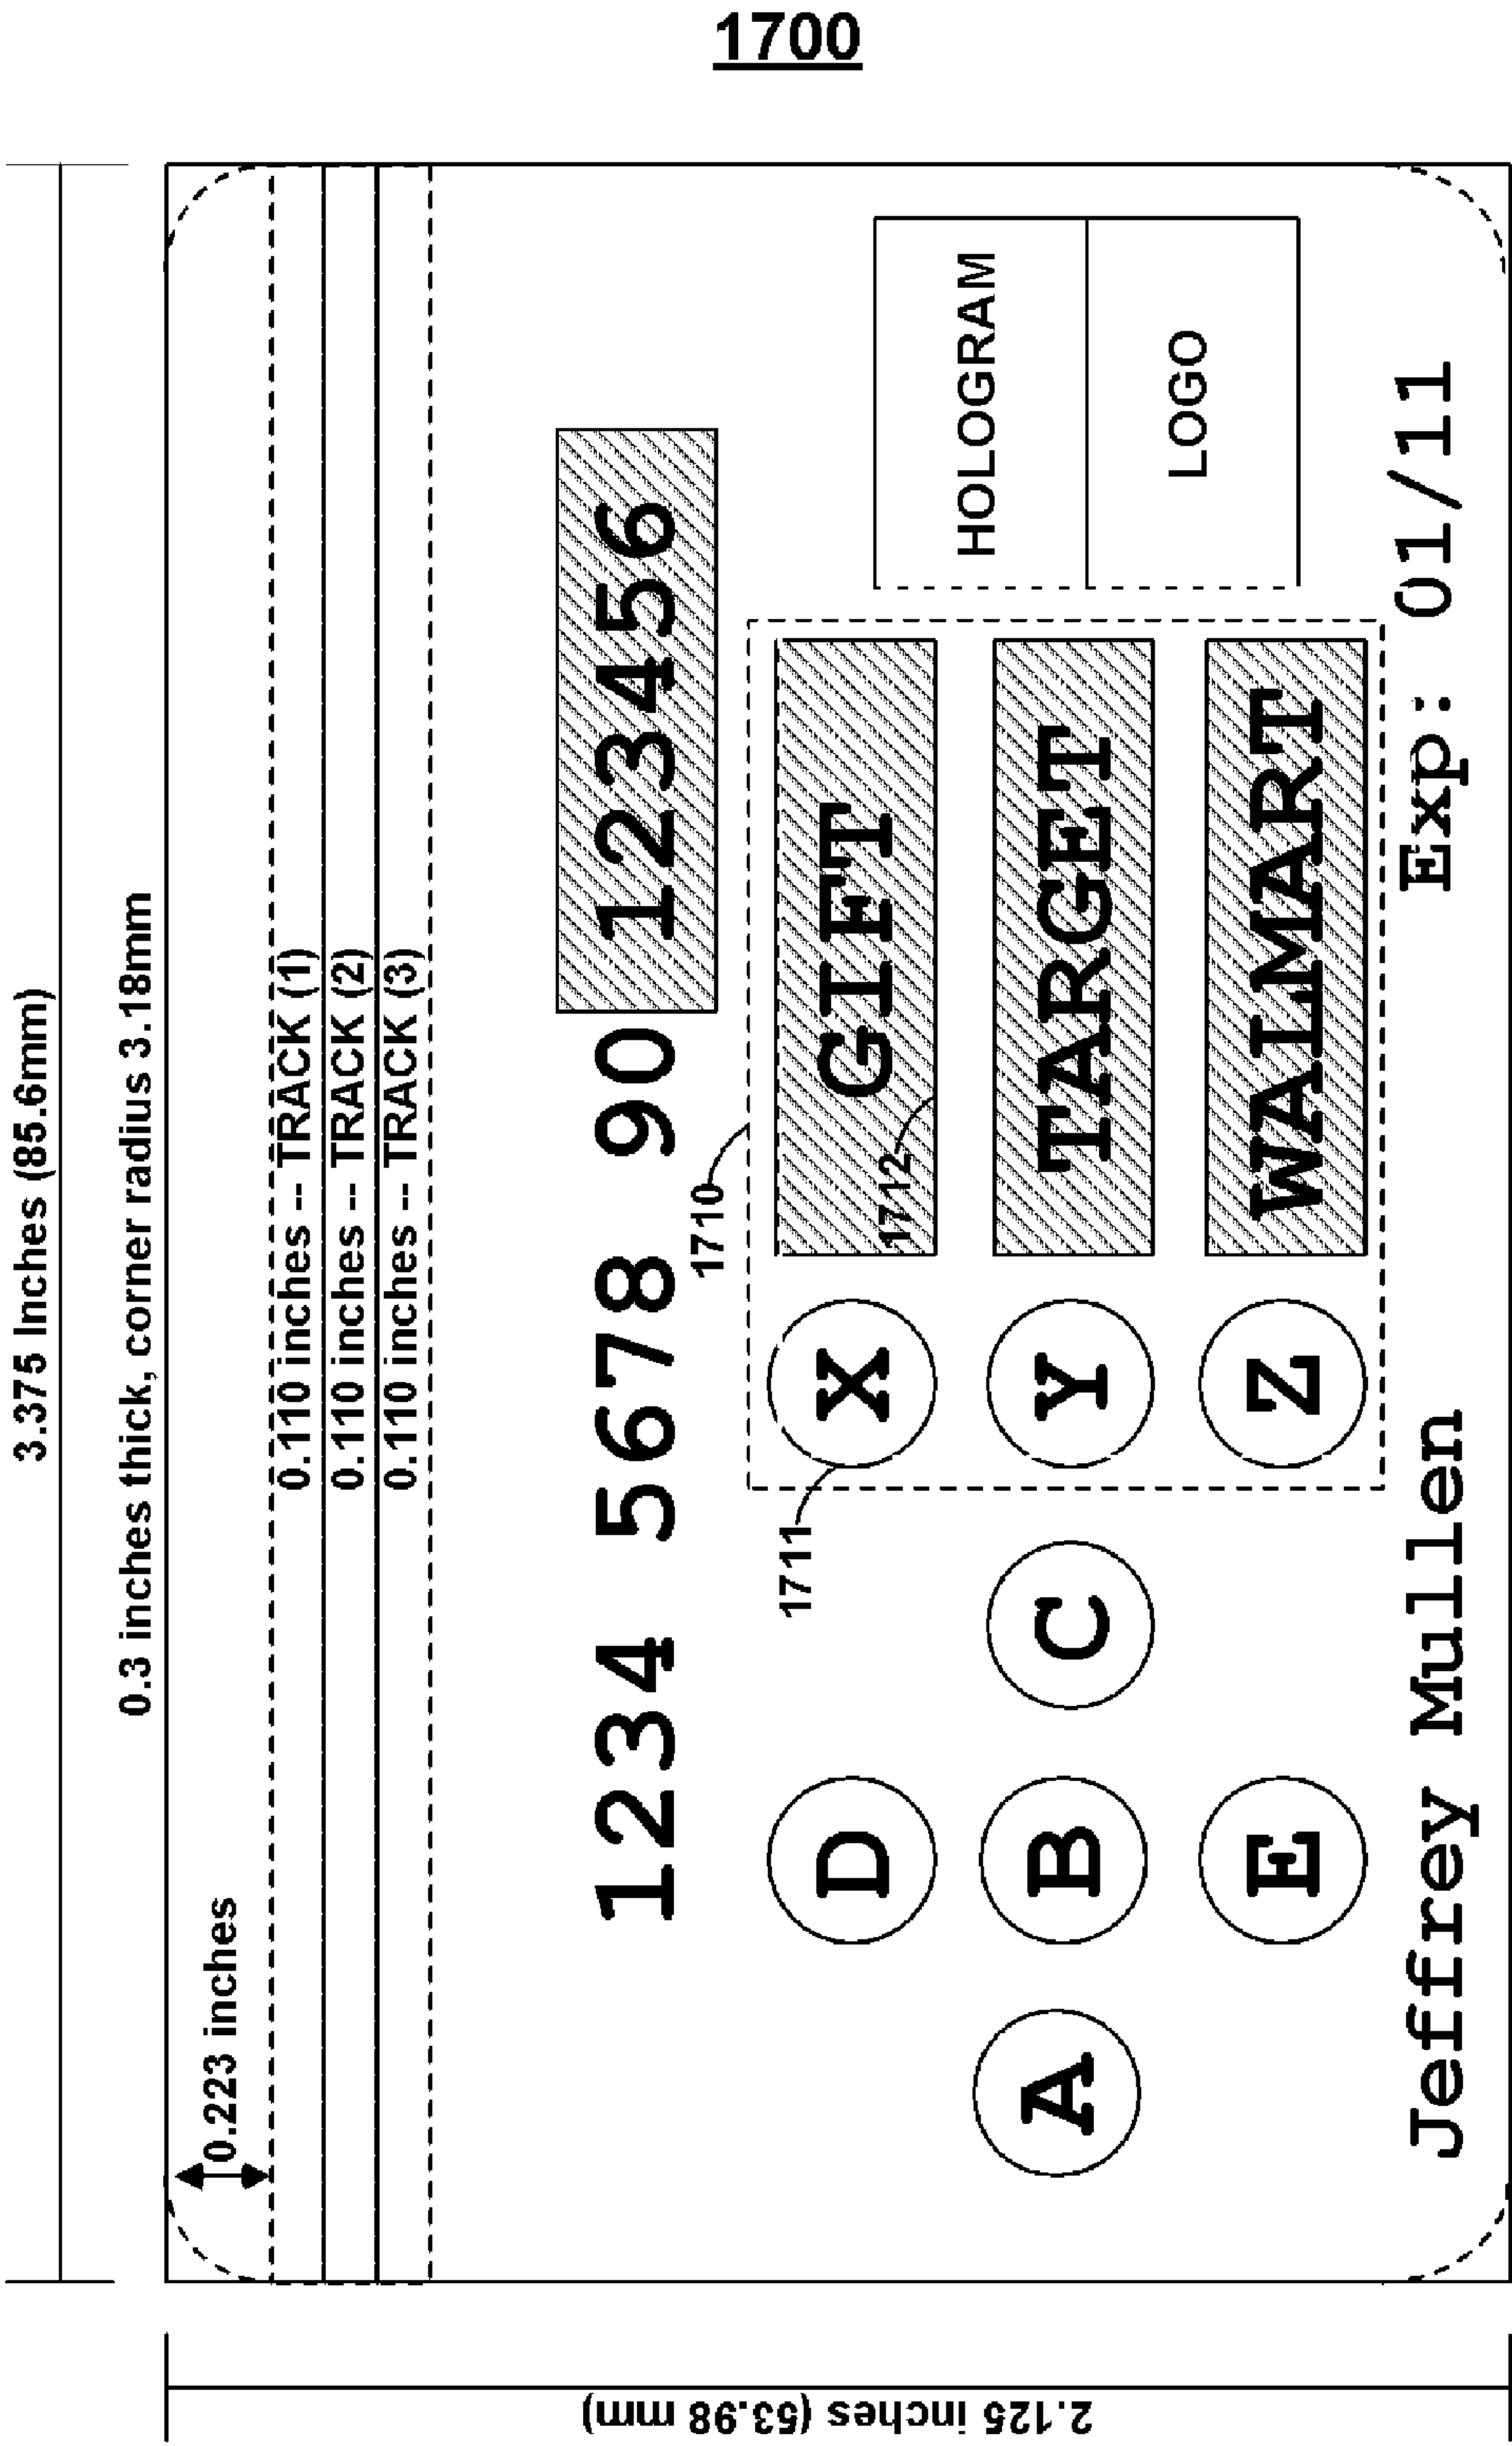 1700
3.375 Inches (85.6mm)
0.3 inches thick, corner radius 3.18mm
0.223 inches
0.110 inches -- TRACK (1)
0.110 inches -- TRACK (2)
0.110 inches -- TRACK (3)
1234 5678 90 123456
1710
1711
D
X
GIFT
1712
HOLOGRAM
A
B
C
Y
TARGET
LOGO
E
Z
WALMART
Jeffrey Mullen
Exp: 01/11
2.125 inches (53.98 mm)